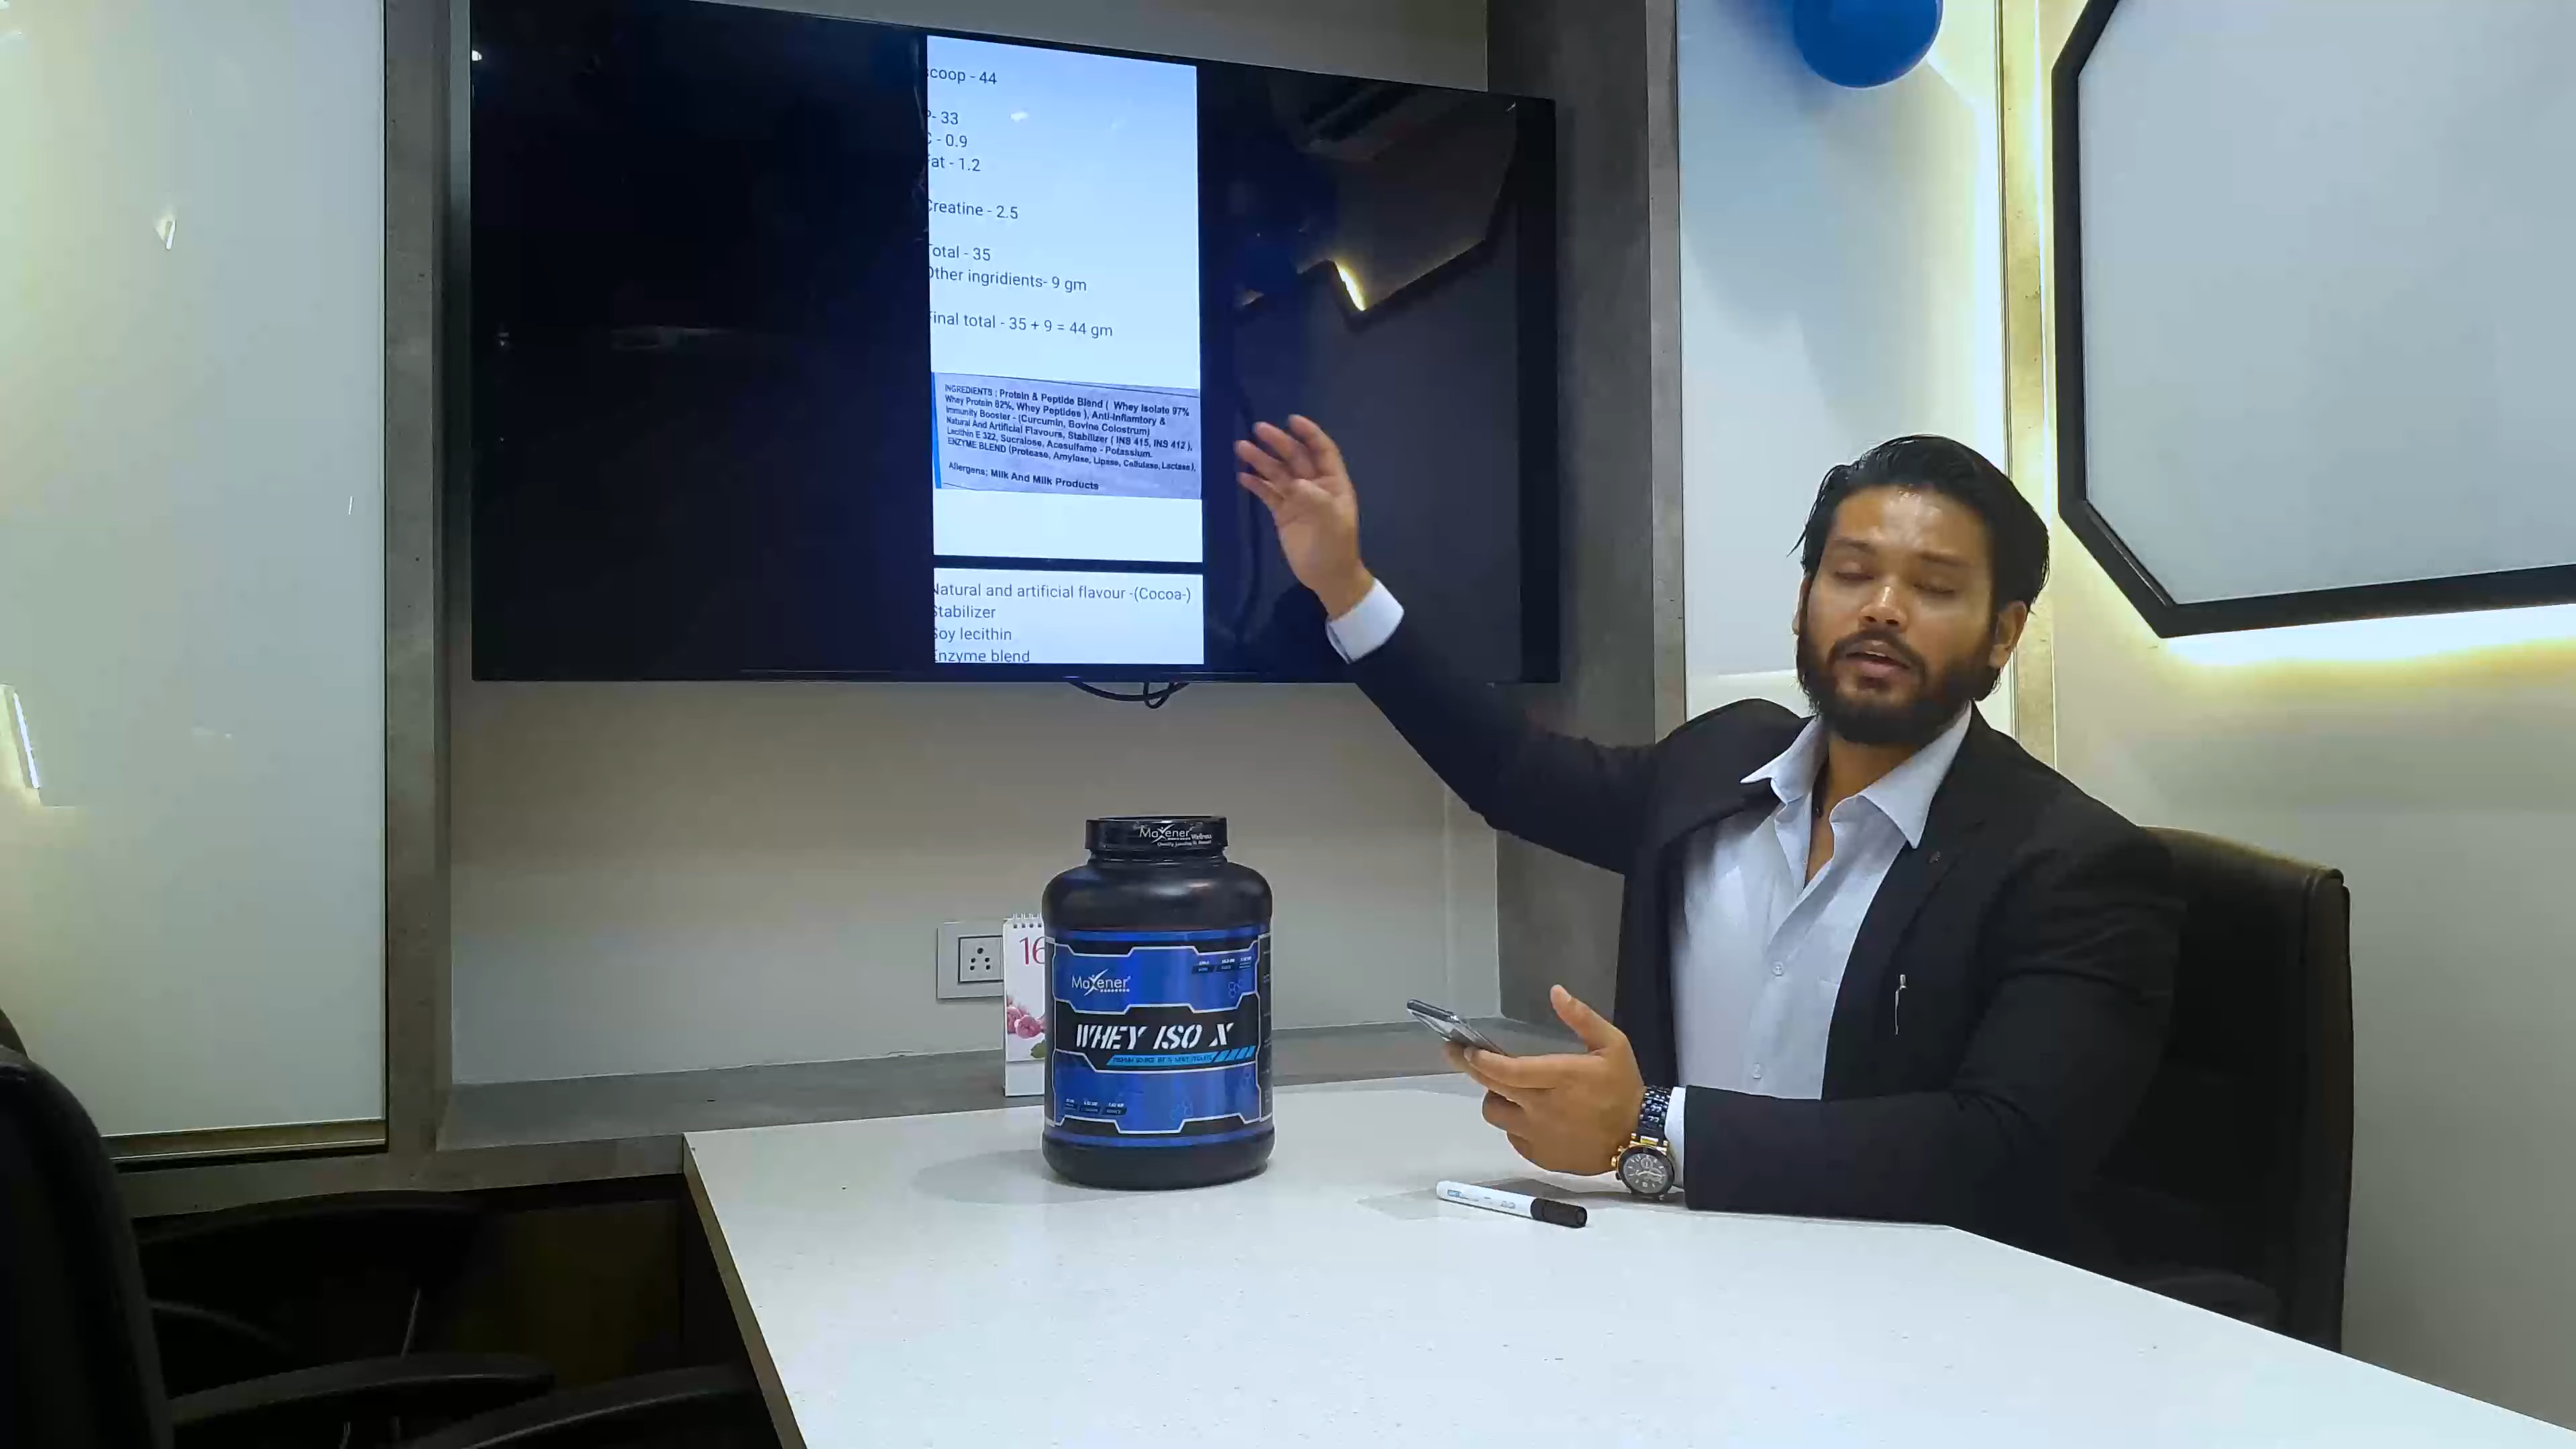 coop - 44
- 33
- 0.9
at - 1.2
reatine - 2.5
otal - 35
ther ingridients- 9 gm
inal total - 35 + 9 = 44 gm
INGREDIENTS : Protein & Peptide Blend ( Whey Isolate 97%
Whey Protein 82%, Whey Peptides ), Anti-Inflamtory &
Immunity Booster - (Curcumin, Bovine Colostrum)
Natural And Artificial Flavours, Stabilizer ( INS 415, INS 412 ),
Lecithin E 322, Sucralose, Acesulfame - Potassium.
ENZYME BLEND (Protease, Amylase, Lipase, Cellulase, Lactase),
Allergens: Milk And Milk Products
Natural and artificial flavour -(Cocoa-)
Stabilizer
Soy lecithin
Enzyme blend
Maxener
Wellness
16
Maxener
WHEY ISO X